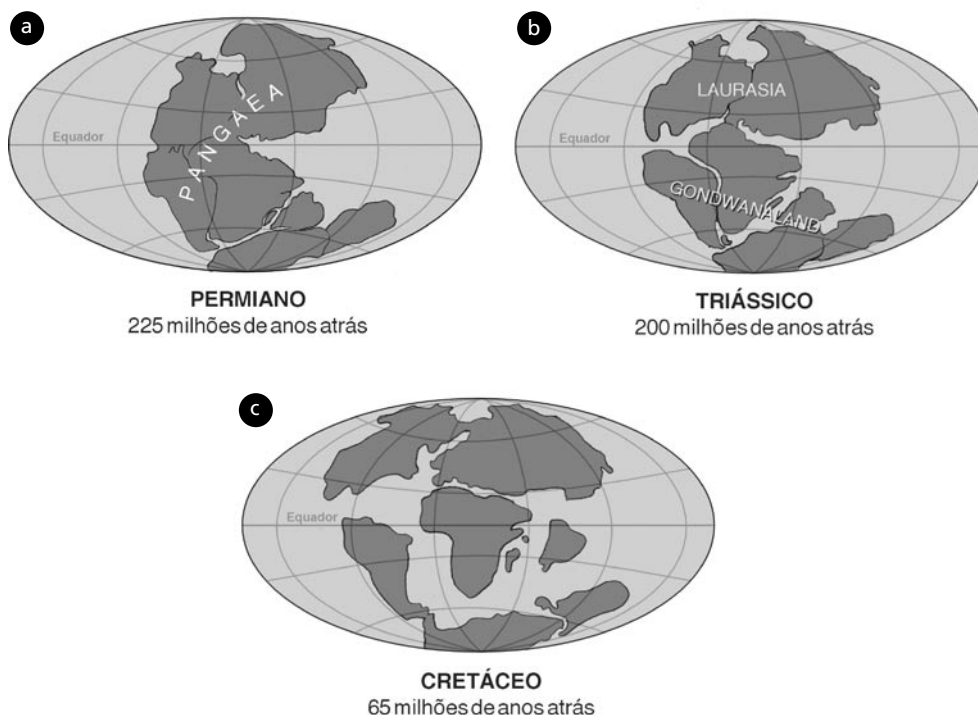 a
PANGAEA
Equador
PERMIANO
225 milhões de anos atrás
b
LAURASIA
Equador
GONDWANALAND
TRIÁSSICO
200 milhões de anos atrás
c
Equador
CRETÁCEO
65 milhões de anos atrás